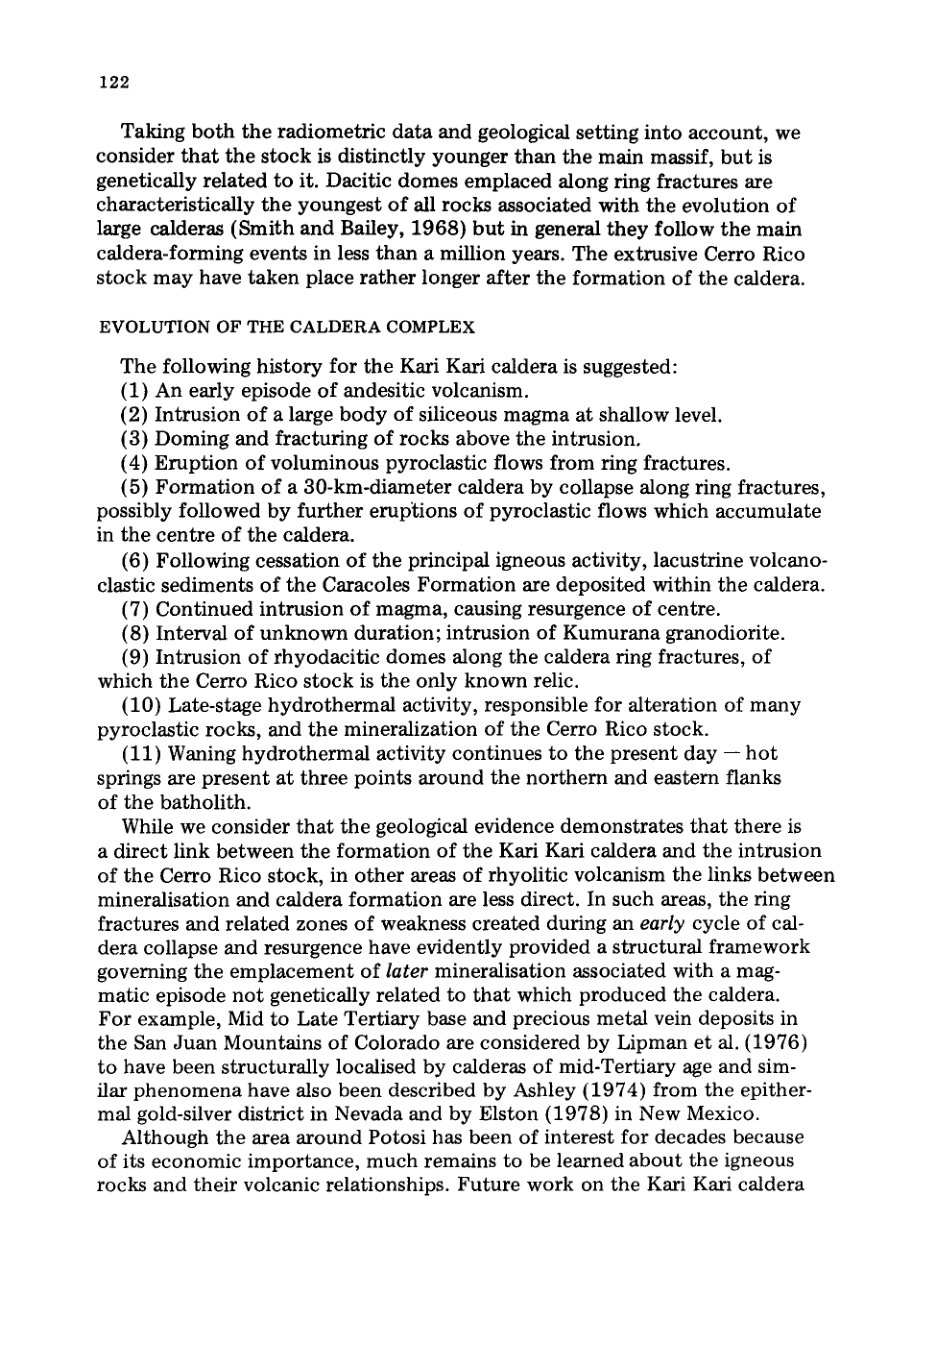 122
Taking both the radiometric data and geological setting into account, we
consider that the stock is distinctly younger than the main massif, but is
genetically related to it. Dacitic domes emplaced along ring fractures are
characteristically the youngest of all rocks associated with the evolution of
large calderas (Smith and Bailey, 1968) but in general they follow the main
caldera-forming events in less than a million years. The extrusive Cerro Rico
stock may have taken place rather longer after the formation of the caldera.
EVOLUTION OF THE CALDERA COMPLEX
The following history for the Kari Kari caldera is suggested:
(1) An early episode of andesitic volcanism.
(2) Intrusion of a large body of siliceous magma at shallow level.
(3) Doming and fracturing of rocks above the intrusion.
(4) Eruption of voluminous pyroclastic flows from ring fractures.
(5) Formation of a 30-km-diameter caldera by collapse along ring fractures,
possibly followed by further eruptions of pyroclastic flows which accumulate
in the centre of the caldera.
(6) Following cessation of the principal igneous activity, lacustrine volcano-
clastic sediments of the Caracoles Formation are deposited within the caldera.
(7) Continued intrusion of magma, causing resurgence of centre.
(8) Interval of unknown duration; intrusion of Kumurana granodiorite.
(9) Intrusion of rhyodacitic domes along the caldera ring fractures, of
which the Cerro Rico stock is the only known relic.
(10) Late-stage hydrothermal activity, responsible for alteration of many
pyroclastic rocks, and the mineralization of the Cerro Rico stock.
(11) Waning hydrothermal activity continues to the present day — hot
springs are present at three points around the northern and eastern flanks
of the batholith.
While we consider that the geological evidence demonstrates that there is
a direct link between the formation of the Kari Kari caldera and the intrusion
of the Cerro Rico stock, in other areas of rhyolitic volcanism the links between
mineralisation and caldera formation are less direct. In such areas, the ring
fractures and related zones of weakness created during an early cycle of cal-
dera collapse and resurgence have evidently provided a structural framework
governing the emplacement of later mineralisation associated with a mag-
matic episode not genetically related to that which produced the caldera.
For example, Mid to Late Tertiary base and precious metal vein deposits in
the San Juan Mountains of Colorado are considered by Lipman et al. (1976)
to have been structurally localised by calderas of mid-Tertiary age and sim-
ilar phenomena have also been described by Ashley (1974) from the epither-
mal gold-silver district in Nevada and by Elston (1978) in New Mexico.
Although the area around Potosi has been of interest for decades because
of its economic importance, much remains to be learned about the igneous
rocks and their volcanic relationships. Future work on the Kari Kari caldera